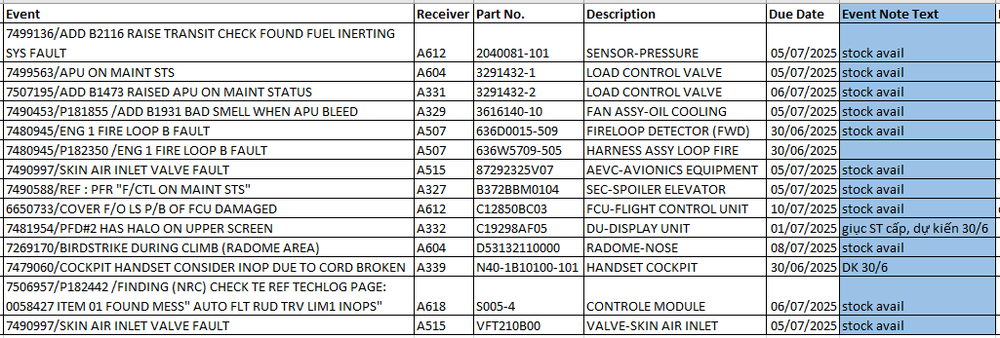 Event Receiver Part No. Description Due Date Event Note Text
7499136/ADD B2116 RAISE TRANSIT CHECK FOUND FUEL INERTING
SYS FAULT A612 2040081-101 SENSOR-PRESSURE 05/07/2025 stock avail
7499563/APU ON MAINT STS A604 3291432-1 LOAD CONTROL VALVE 05/07/2025 stock avail
7507195/ADD B1473 RAISED APU ON MAINT STATUS A331 3291432-2 LOAD CONTROL VALVE 06/07/2025 stock avail
7490453/P181855 /ADD B1931 BAD SMELL WHEN APU BLEED A329 3616140-10 FAN ASSY-OIL COOLING 05/07/2025 stock avail
7480945/ENG 1 FIRE LOOP B FAULT A507 636D0015-509 FIRELOOP DETECTOR (FWD) 30/06/2025 stock avail
7480945/P182350 /ENG 1 FIRE LOOP B FAULT A507 636W5709-505 HARNESS ASSY LOOP FIRE 30/06/2025
7490997/SKIN AIR INLET VALVE FAULT A515 87292325V07 AEVC-AVIONICS EQUIPMENT 05/07/2025 stock avail
7490588/REF : PFR "F/CTL ON MAINT STS" A327 B372BBM0104 SEC-SPOILER ELEVATOR 05/07/2025 stock avail
6650733/COVER F/O LS P/B OF FCU DAMAGED A612 C12850BC03 FCU-FLIGHT CONTROL UNIT 10/07/2025 stock avail
7481954/PFD#2 HAS HALO ON UPPER SCREEN A332 C19298AF05 DU-DISPLAY UNIT 01/07/2025 giục ST cấp, dự kiến 30/6
7269170/BIRDSTRIKE DURING CLIMB (RADOME AREA) A604 D53132110000 RADOME-NOSE 08/07/2025 stock avail
7479060/COCKPIT HANDSET CONSIDER INOP DUE TO CORD BROKEN A339 N40-1B10100-101 HANDSET COCKPIT 30/06/2025 DK 30/6
7506957/P182442 /FINDING (NRC) CHECK TE REF TECHLOG PAGE:
0058427 ITEM 01 FOUND MESS" AUTO FLT RUD TRV LIM1 INOPS" A618 S005-4 CONTROLE MODULE 06/07/2025 stock avail
7490997/SKIN AIR INLET VALVE FAULT A515 VFT210B00 VALVE-SKIN AIR INLET 05/07/2025 stock avail